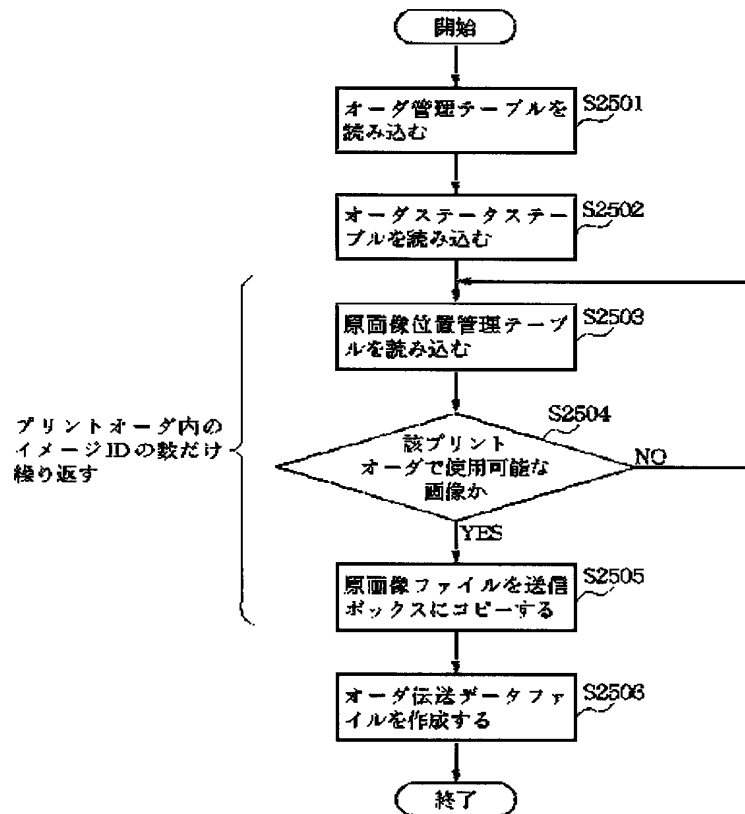 開始
オーダ管理テーブルを
読み込む
S2501
オーダステータステー
ブルを読み込む
S2502
原画像位置管理テーブ
ルを読み込む
S2503
プリントオーダ内の
イメージIDの数だけ
繰り返す
S2504
該プリント
オーダで使用可能な
画像か
NO
YES
原画像ファイルを送信
ボックスにコピーする
S2505
オーダ伝送データファ
イルを作成する
S2506
終了